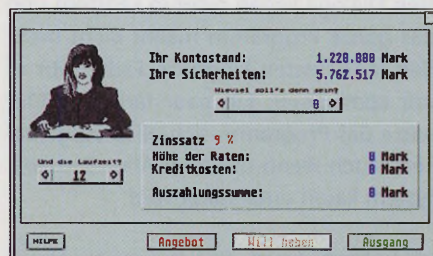 Ihr Kontostand: 1.220.000 Mark
Ihre Sicherheiten: 5.762.517 Mark
Wieviel soll's denn sein?
0
Und die Laufzeit?
12
Zinssatz 9 %
Höhe der Raten: 0 Mark
Kreditkosten: 0 Mark
Auszahlungssumme: 0 Mark
HILFE
Angebot
Will haben
Ausgang